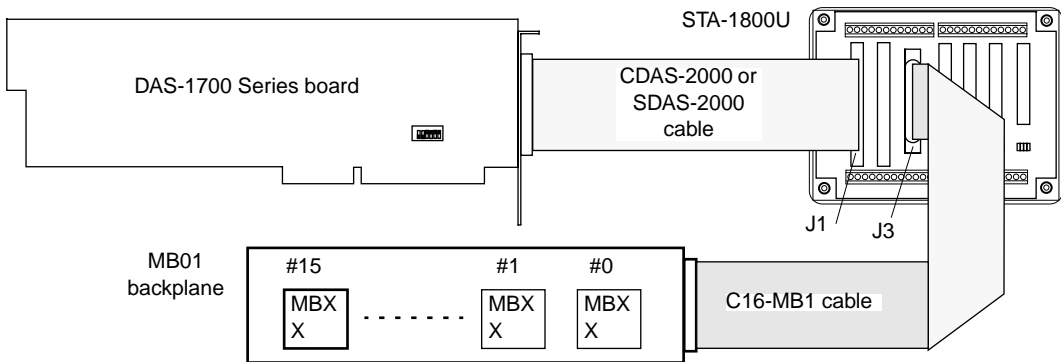 STA-1800U
DAS-1700 Series board
CDAS-2000 or
SDAS-2000
cable
J1
J3
MB01
backplane
#15
#1
#0
MBX
X
MBX
X
MBX
X
C16-MB1 cable